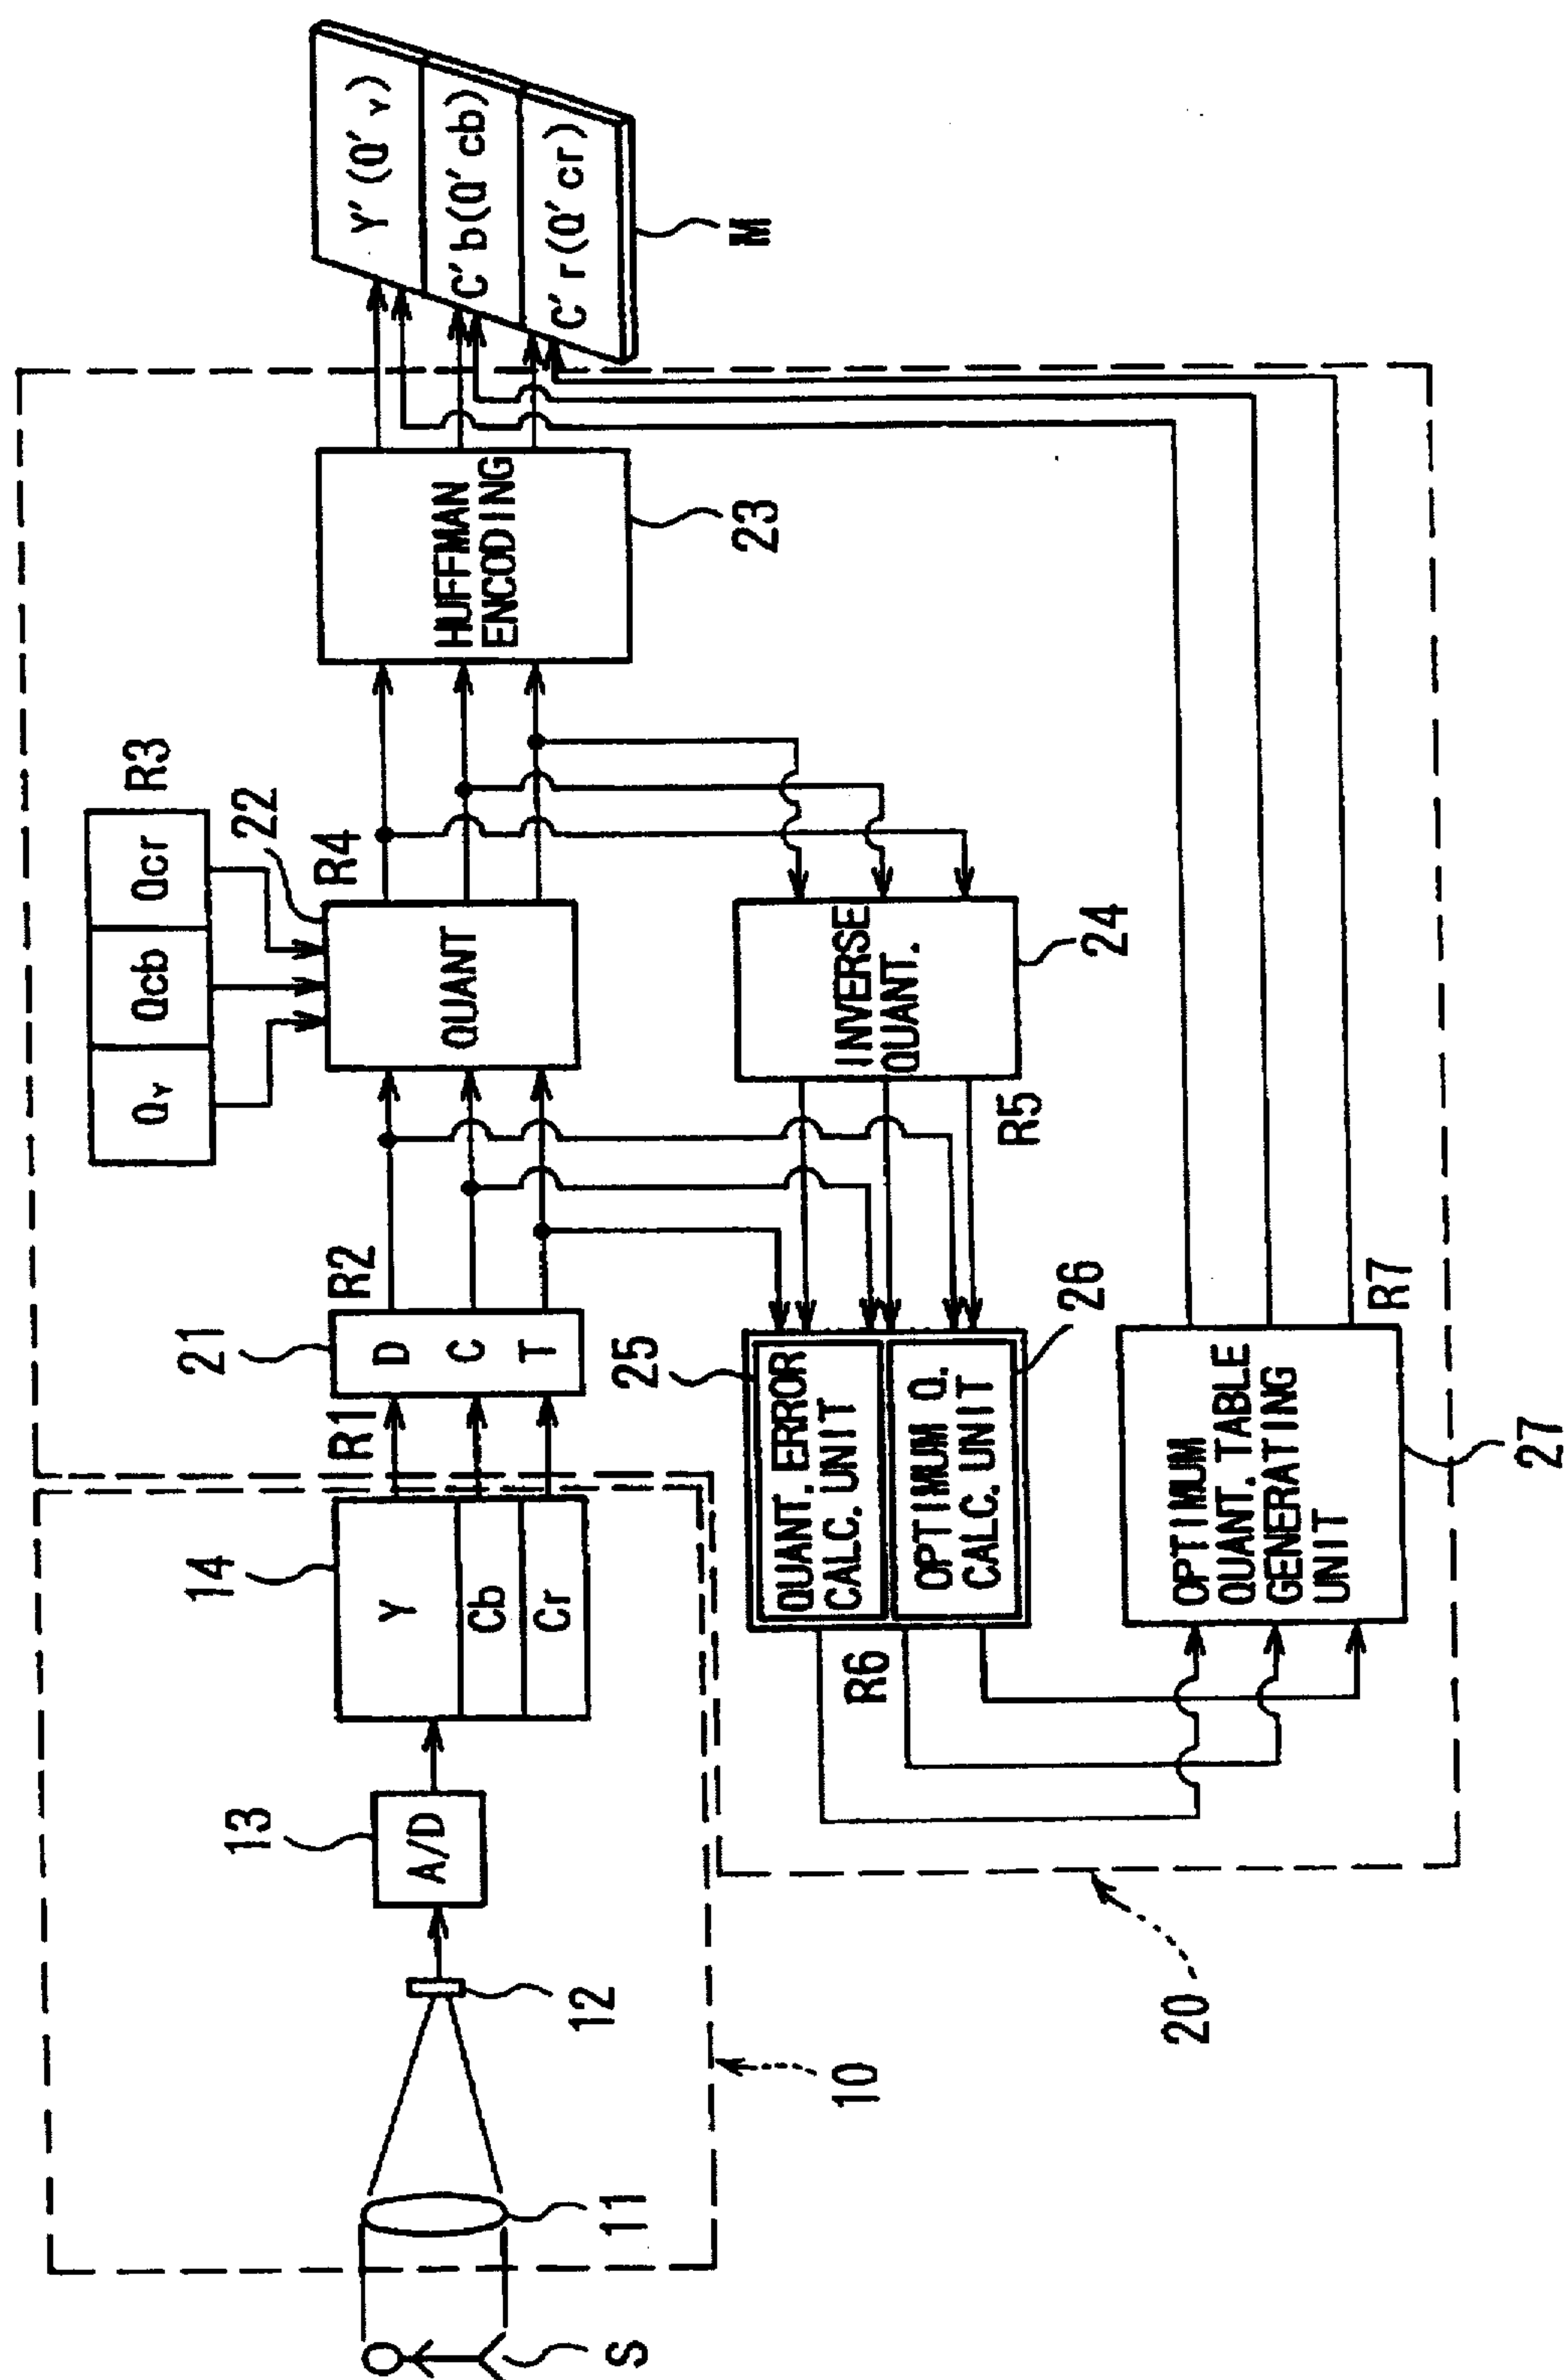 S
11
12
13
A/D
14
Y
Cb
Cr
10
R1
21
D C T
R2
QY
Qcb
Qcr
R3
22
R4
QUANT
HUFFMAN
ENCODING
23
Y'(Q'Y)
C'b(Q'cb)
C'r(Q'cr)
M
25
QUANT. ERROR
CALC. UNIT
OPTIMUM Q.
CALC. UNIT
26
R5
INVERSE
QUANT.
24
R6
OPTIMUM
QUANT. TABLE
GENERATING
UNIT
27
R7
20